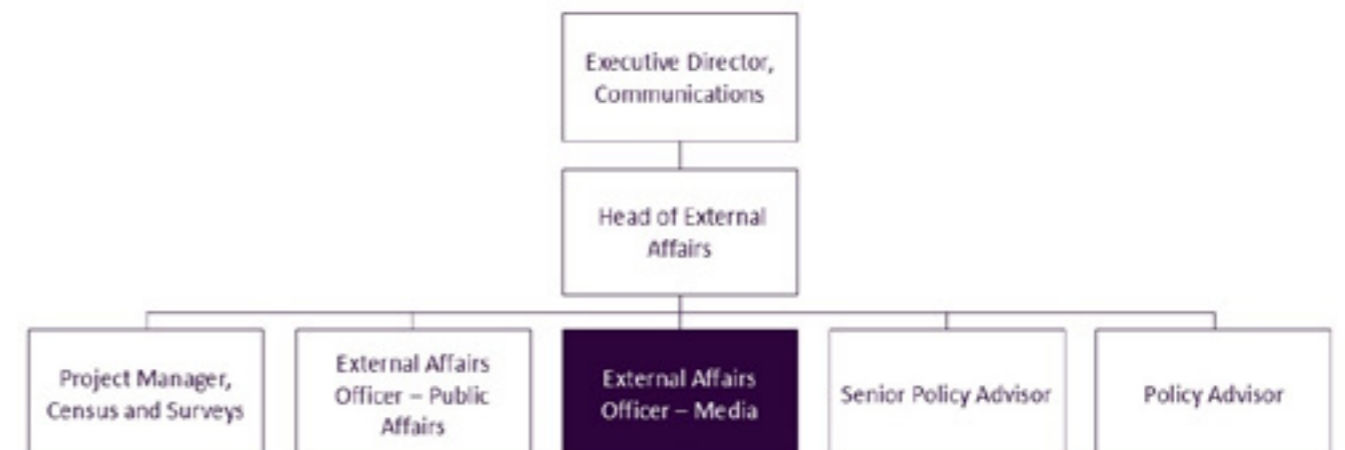 Executive Director,
Communications
Head of External
Affairs
Project Manager,
Census and Surveys
External Affairs
Officer – Public
Affairs
External Affairs
Officer – Media
Senior Policy Advisor
Policy Advisor